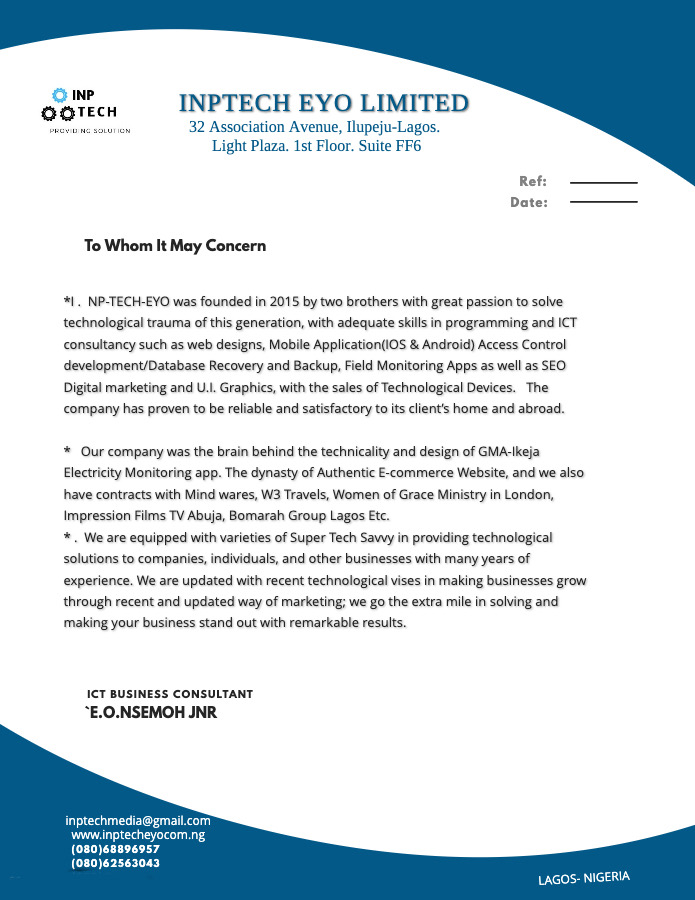 INP
TECH
PROVIDING SOLUTION
INPTECH EYO LIMITED
32 Association Avenue, Ilupeju-Lagos.
Light Plaza. 1st Floor. Suite FF6
Ref:
Date:
To Whom It May Concern
*I .  NP-TECH-EYO was founded in 2015 by two brothers with great passion to solve
technological trauma of this generation, with adequate skills in programming and ICT
consultancy such as web designs, Mobile Application(IOS & Android) Access Control
development/Database Recovery and Backup, Field Monitoring Apps as well as SEO
Digital marketing and U.I. Graphics, with the sales of Technological Devices.   The
company has proven to be reliable and satisfactory to its client's home and abroad.
*   Our company was the brain behind the technicality and design of GMA-Ikeja
Electricity Monitoring app. The dynasty of Authentic E-commerce Website, and we also
have contracts with Mind wares, W3 Travels, Women of Grace Ministry in London,
Impression Films TV Abuja, Bomarah Group Lagos Etc.
* .  We are equipped with varieties of Super Tech Savvy in providing technological
solutions to companies, individuals, and other businesses with many years of
experience. We are updated with recent technological vises in making businesses grow
through recent and updated way of marketing; we go the extra mile in solving and
making your business stand out with remarkable results.
ICT BUSINESS CONSULTANT
`E.O.NSEMOH JNR
inptechmedia@gmail.com
www.inptecheyocom.ng
(080)68896957
(080)62563043
LAGOS- NIGERIA